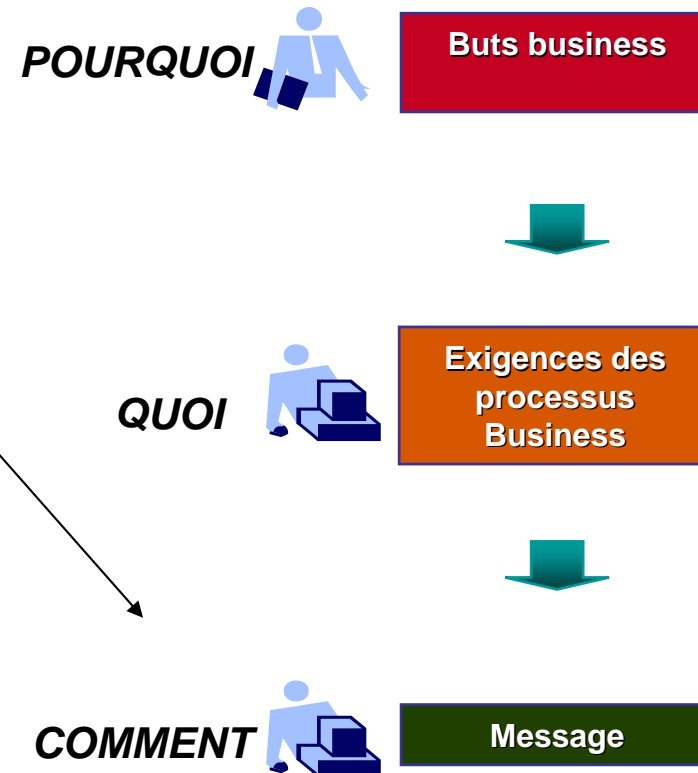 POURQUOI
Buts business
QUOI
Exigences des
processus
Business
COMMENT
Message